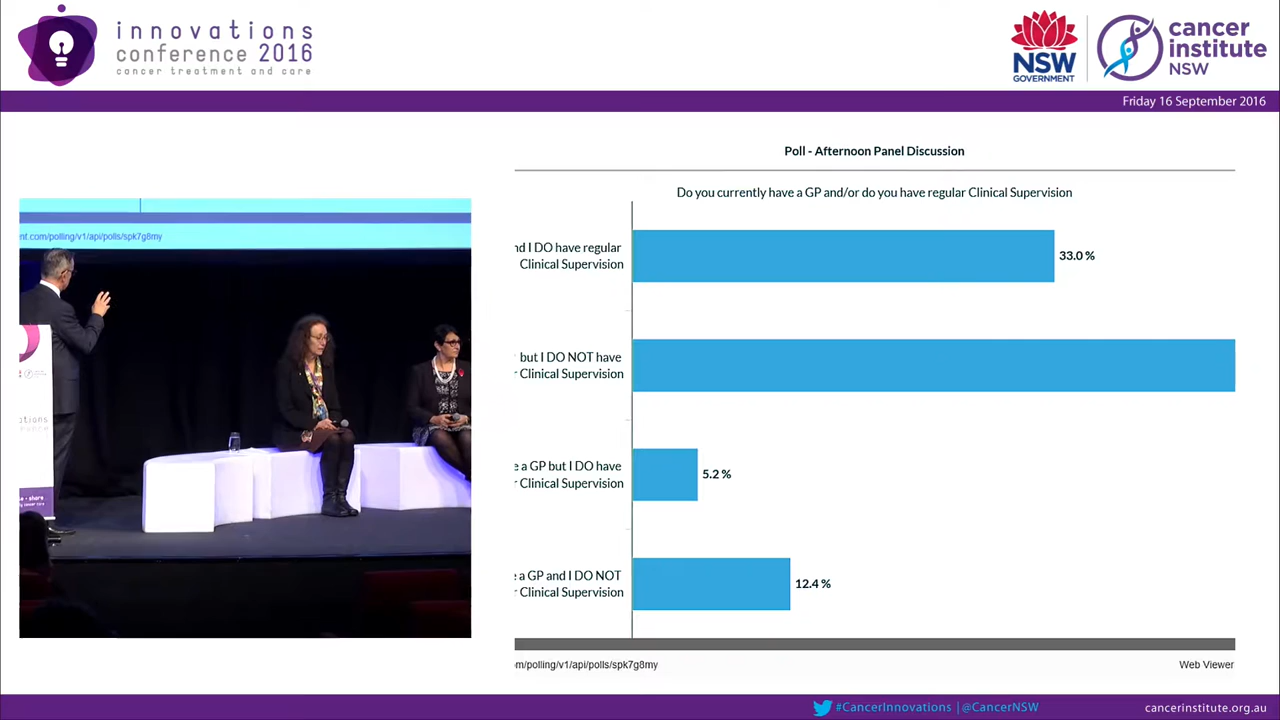 innovations
conference 2016
cancer treatment and care
NSW
GOVERNMENT
cancer
institute
NSW
Friday 16 September 2016
Poll - Afternoon Panel Discussion
Do you currently have a GP and/or do you have regular Clinical Supervision
nd I DO have regular
Clinical Supervision
33.0 %
but I DO NOT have
Clinical Supervision
e a GP but I DO have
Clinical Supervision
5.2 %
a GP and I DO NOT
Clinical Supervision
12.4 %
m/polling/v1/api/polls/spk7g8my
Web Viewer
nt.com/polling/v1/api/polls/spk7g8my
#CancerInnovations | @CancerNSW
cancerinstitute.org.au